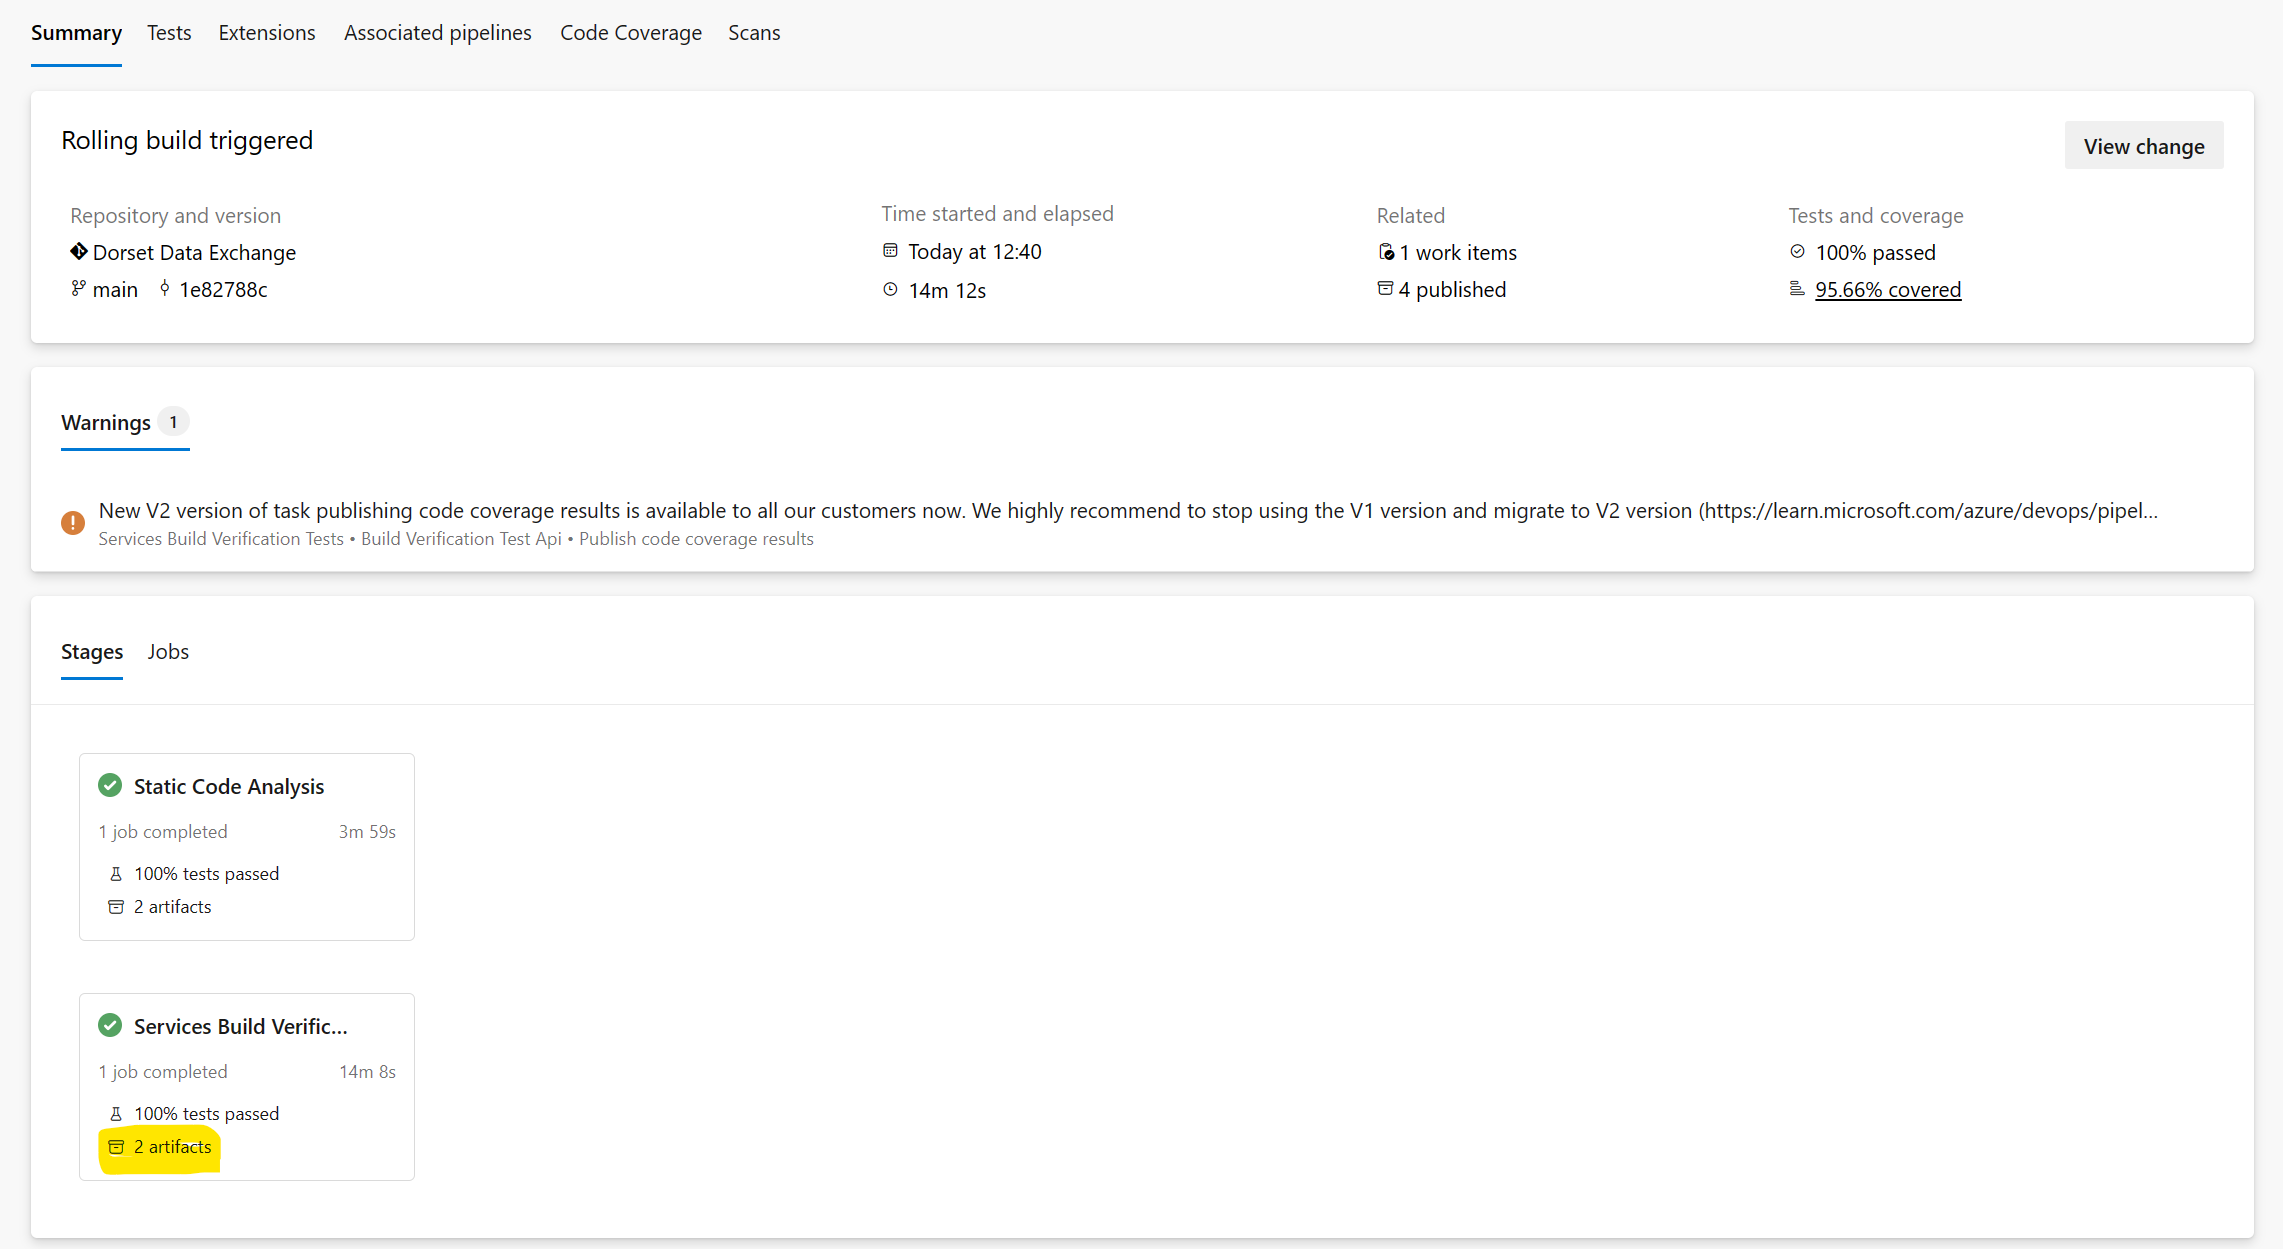 Summary Tests Extensions Associated pipelines Code Coverage Scans
Rolling build triggered
View change
Repository and version
Dorset Data Exchange
main 1e82788c
Time started and elapsed
Today at 12:40
14m 12s
Related
1 work items
4 published
Tests and coverage
100% passed
95.66% covered
Warnings 1
New V2 version of task publishing code coverage results is available to all our customers now. We highly recommend to stop using the V1 version and migrate to V2 version (https://learn.microsoft.com/azure/devops/pipel...
Services Build Verification Tests • Build Verification Test Api • Publish code coverage results
Stages Jobs
Static Code Analysis
1 job completed 3m 59s
100% tests passed
2 artifacts
Services Build Verific...
1 job completed 14m 8s
100% tests passed
2 artifacts